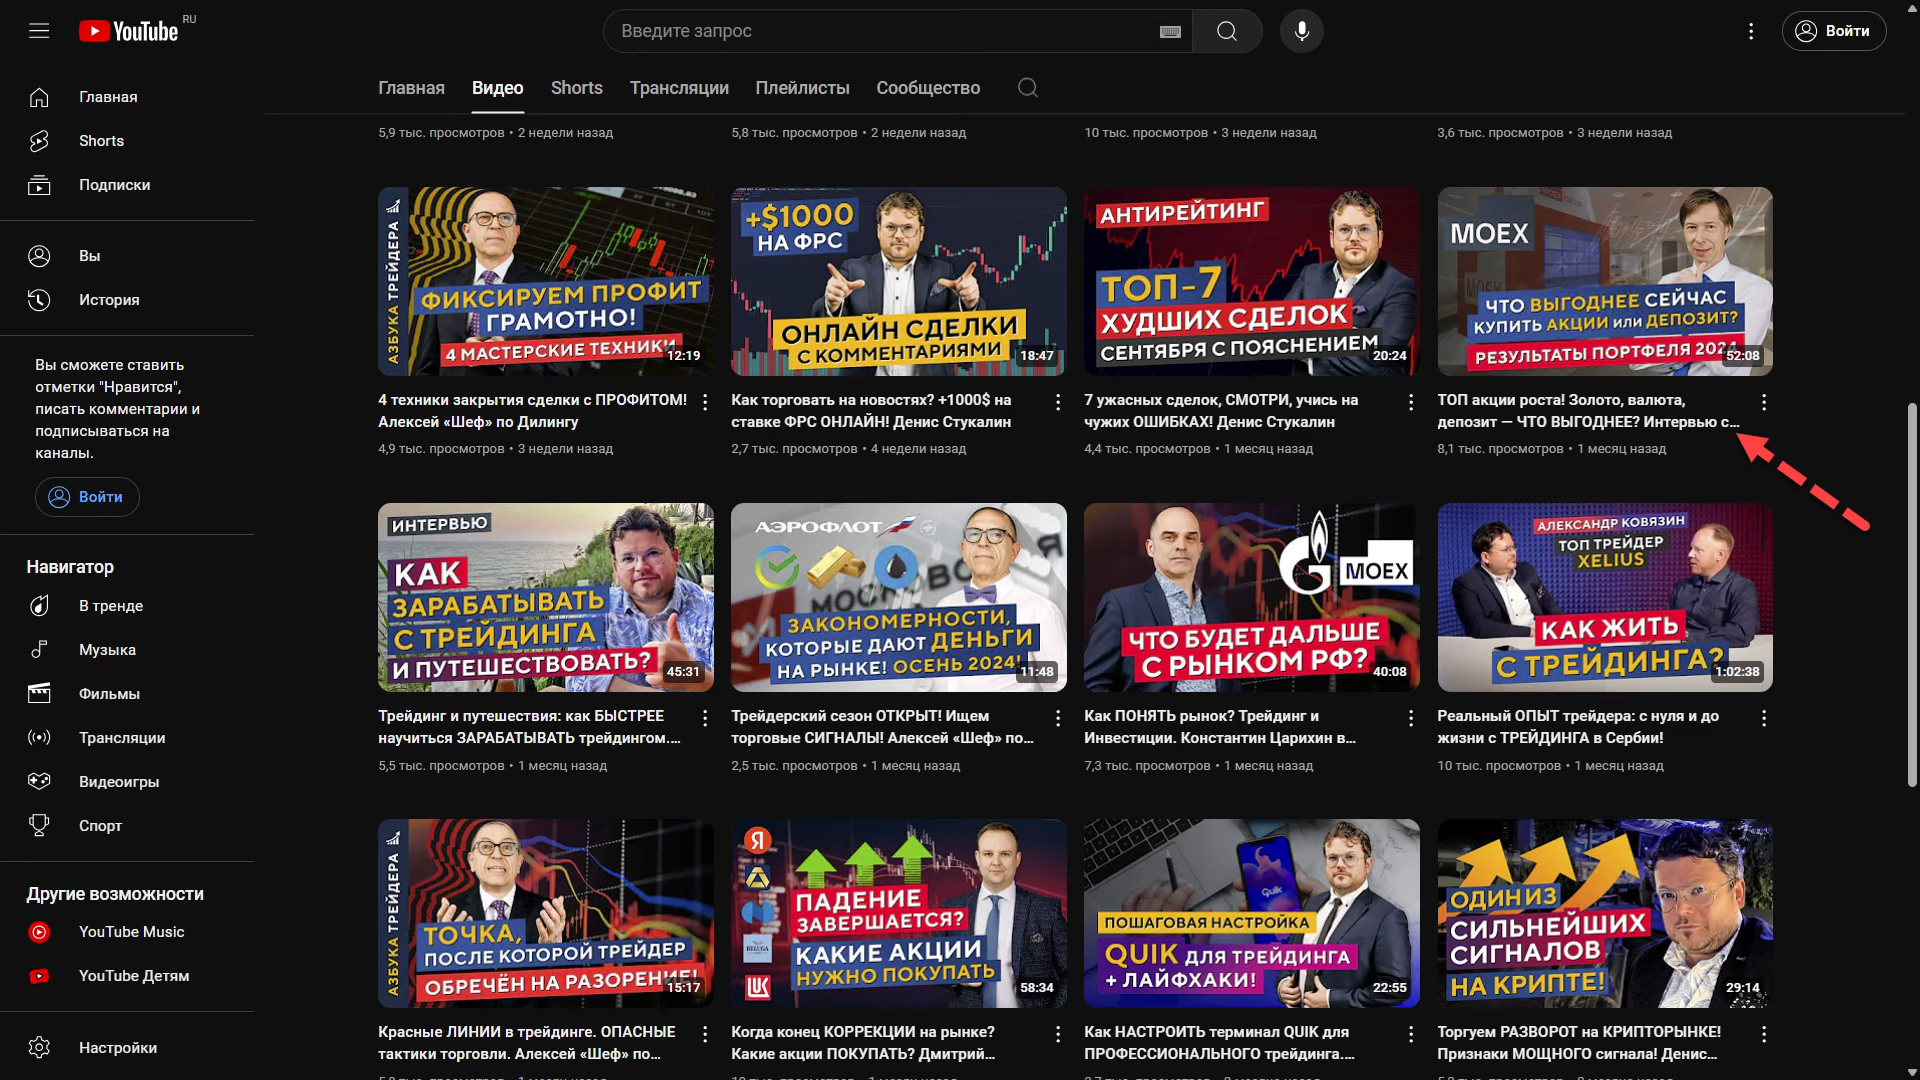 YouTube RU
Введите запрос
Войти
Главная
Shorts
Подписки
Вы
История
Вы сможете ставить
отметки "Нравится",
писать комментарии и
подписываться на
каналы.
Войти
Навигатор
В тренде
Музыка
Фильмы
Трансляции
Видеоигры
Спорт
Другие возможности
YouTube Music
YouTube Детям
Настройки
Главная Видео Shorts Трансляции Плейлисты Сообщество
5,9 тыс. просмотров • 2 недели назад
5,8 тыс. просмотров • 2 недели назад
10 тыс. просмотров • 3 недели назад
3,6 тыс. просмотров • 3 недели назад
АЗБУКА ТРЕЙДЕРА
ФИКСИРУЕМ ПРОФИТ
ГРАМОТНО!
4 МАСТЕРСКИЕ ТЕХНИКИ
12:19
4 техники закрытия сделки с ПРОФИТОМ!
Алексей «Шеф» по Дилингу
4,9 тыс. просмотров • 3 недели назад
+$1000
НА ФРС
ОНЛАЙН СДЕЛКИ
С КОММЕНТАРИЯМИ
18:47
Как торговать на новостях? +1000$ на
ставке ФРС ОНЛАЙН! Денис Стукалин
2,7 тыс. просмотров • 4 недели назад
АНТИРЕЙТИНГ
ТОП-7
ХУДШИХ СДЕЛОК
СЕНТЯБРЯ С ПОЯСНЕНИЕМ
20:24
7 ужасных сделок, СМОТРИ, учись на
чужих ОШИБКАХ! Денис Стукалин
4,4 тыс. просмотров • 1 месяц назад
MOEX
ЧТО ВЫГОДНЕЕ СЕЙЧАС
КУПИТЬ АКЦИИ или ДЕПОЗИТ?
РЕЗУЛЬТАТЫ ПОРТФЕЛЯ 2024
52:08
ТОП акции роста! Золото, валюта,
депозит — ЧТО ВЫГОДНЕЕ? Интервью с...
8,1 тыс. просмотров • 1 месяц назад
ИНТЕРВЬЮ
КАК
ЗАРАБАТЫВАТЬ
С ТРЕЙДИНГА
И ПУТЕШЕСТВОВАТЬ?
45:31
Трейдинг и путешествия: как БЫСТРЕЕ
научиться ЗАРАБАТЫВАТЬ трейдингом....
5,5 тыс. просмотров • 1 месяц назад
АЭРОФЛОТ
ЗАКОНОМЕРНОСТИ,
КОТОРЫЕ ДАЮТ ДЕНЬГИ
НА РЫНКЕ! ОСЕНЬ 2024!
11:48
Трейдерский сезон ОТКРЫТ! Ищем
торговые СИГНАЛЫ! Алексей «Шеф» по...
2,5 тыс. просмотров • 1 месяц назад
MOEX
ЧТО БУДЕТ ДАЛЬШЕ
С РЫНКОМ РФ?
40:08
Как ПОНЯТЬ рынок? Трейдинг и
Инвестиции. Константин Царихин в...
7,3 тыс. просмотров • 1 месяц назад
АЛЕКСАНДР КОВЯЗИН
ТОП ТРЕЙДЕР
XELIUS
КАК ЖИТЬ
С ТРЕЙДИНГА?
1:02:38
Реальный ОПЫТ трейдера: с нуля и до
жизни с ТРЕЙДИНГА в Сербии!
10 тыс. просмотров • 1 месяц назад
АЗБУКА ТРЕЙДЕРА
ТОЧКА,
ПОСЛЕ КОТОРОЙ ТРЕЙДЕР
ОБРЕЧЁН НА РАЗОРЕНИЕ!
15:17
Красные ЛИНИИ в трейдинге. ОПАСНЫЕ
тактики торговли. Алексей «Шеф» по...
Я
BELUGA
LUK
ПАДЕНИЕ
ЗАВЕРШАЕТСЯ?
КАКИЕ АКЦИИ
НУЖНО ПОКУПАТЬ
58:34
Когда конец КОРРЕКЦИИ на рынке?
Какие акции ПОКУПАТЬ? Дмитрий...
Quik
ПОШАГОВАЯ НАСТРОЙКА
QUIK ДЛЯ ТРЕЙДИНГА
+ ЛАЙФХАКИ!
22:55
Как НАСТРОИТЬ терминал QUIK для
ПРОФЕССИОНАЛЬНОГО трейдинга....
ОДИН ИЗ
СИЛЬНЕЙШИХ
СИГНАЛОВ
НА КРИПТЕ!
29:14
Торгуем РАЗВОРОТ на КРИПТОРЫНКЕ!
Признаки МОЩНОГО сигнала! Денис...